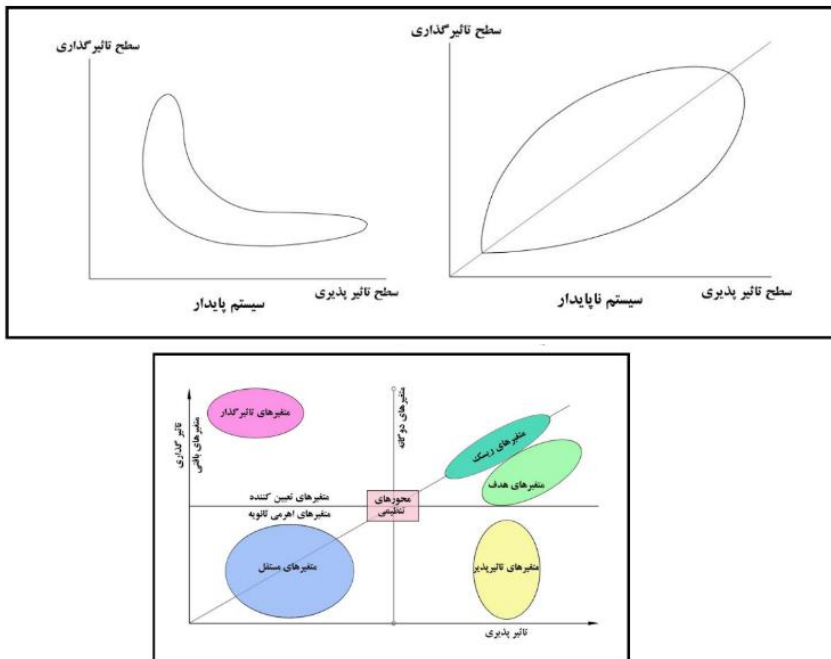 سطح تاثیرگذاری
سطح تاثیرگذاری
سطح تاثیر پذیری
سیستم ناپایدار
سطح تاثیر پذیری
سیستم پایدار
متغیرهای تاثیرگذار
متغیرهای دوگانه
تاثیر گذاری
متغیرهای بافتی
متغیرهای ریسک
متغیرهای هدف
متغیرهای تعیین کننده
متغیرهای اهرمی ثانویه
محورهای
تنظیمی
متغیرهای مستقل
متغیرهای تاثیرپذیر
تاثیر پذیری